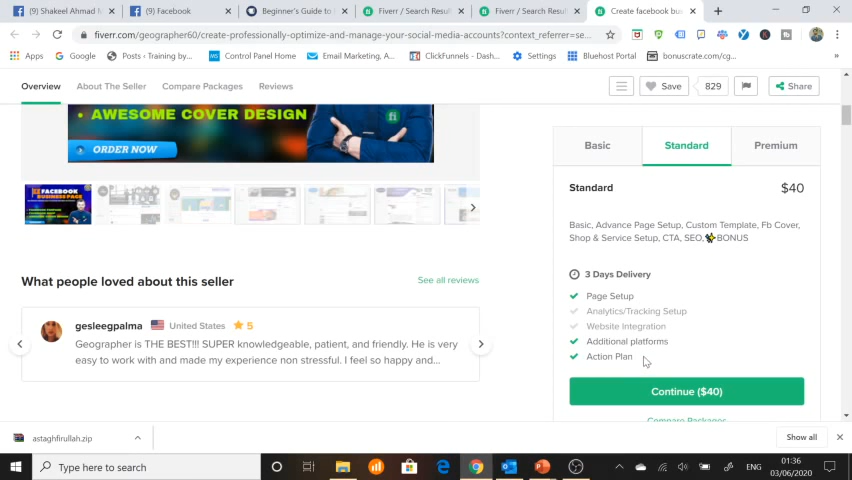 (9) Shakeel Ahmad M
(9) Facebook
Beginner's Guide to
Fiverr / Search Resul
Fiverr / Search Resul
Create facebook bu
fiverr.com/geographer60/create-professionally-optimize-and-manage-your-social-media-accounts?context_referrer=se...
Apps
Google
Posts ‹ Training by...
Control Panel Home
Email Marketing, A...
ClickFunnels - Dash...
Settings
Bluehost Portal
bonuscrate.com/cg...
Overview
About The Seller
Compare Packages
Reviews
Save
829
Share
• AWESOME COVER DESIGN
fi
ORDER NOW
Basic
Standard
Premium
Standard
$40
Basic, Advance Page Setup, Custom Template, Fb Cover,
Shop & Service Setup, CTA, SEO, BONUS
3 Days Delivery
Page Setup
Analytics/Tracking Setup
Website Integration
Additional platforms
Action Plan
Continue ($40)
Compare Packages
FACEBOOK
BUSINESS PAGE
What people loved about this seller
See all reviews
gesleegpalma
United States
5
Geographer is THE BEST!!! SUPER knowledgeable, patient, and friendly. He is very
easy to work with and made my experience non stressful. I feel so happy and...
astaghfirullah.zip
Show all
Type here to search
ENG
01:36
03/06/2020